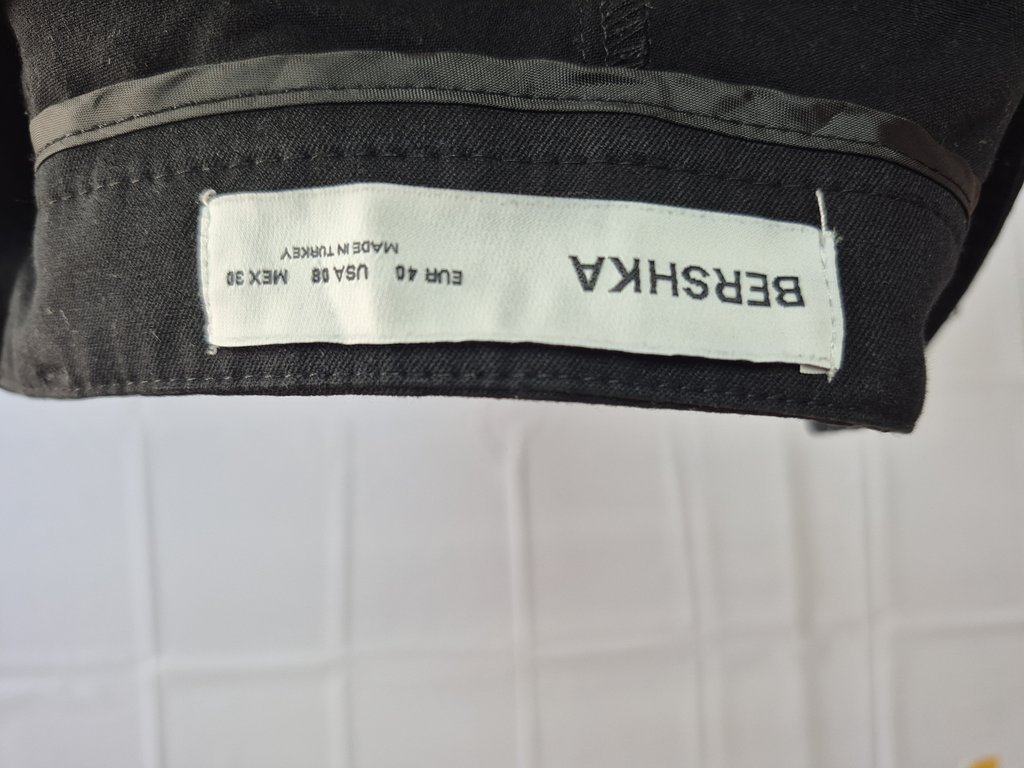 BERSHKA
EUR 40 USA 08 MEX 30
MADE IN TURKEY